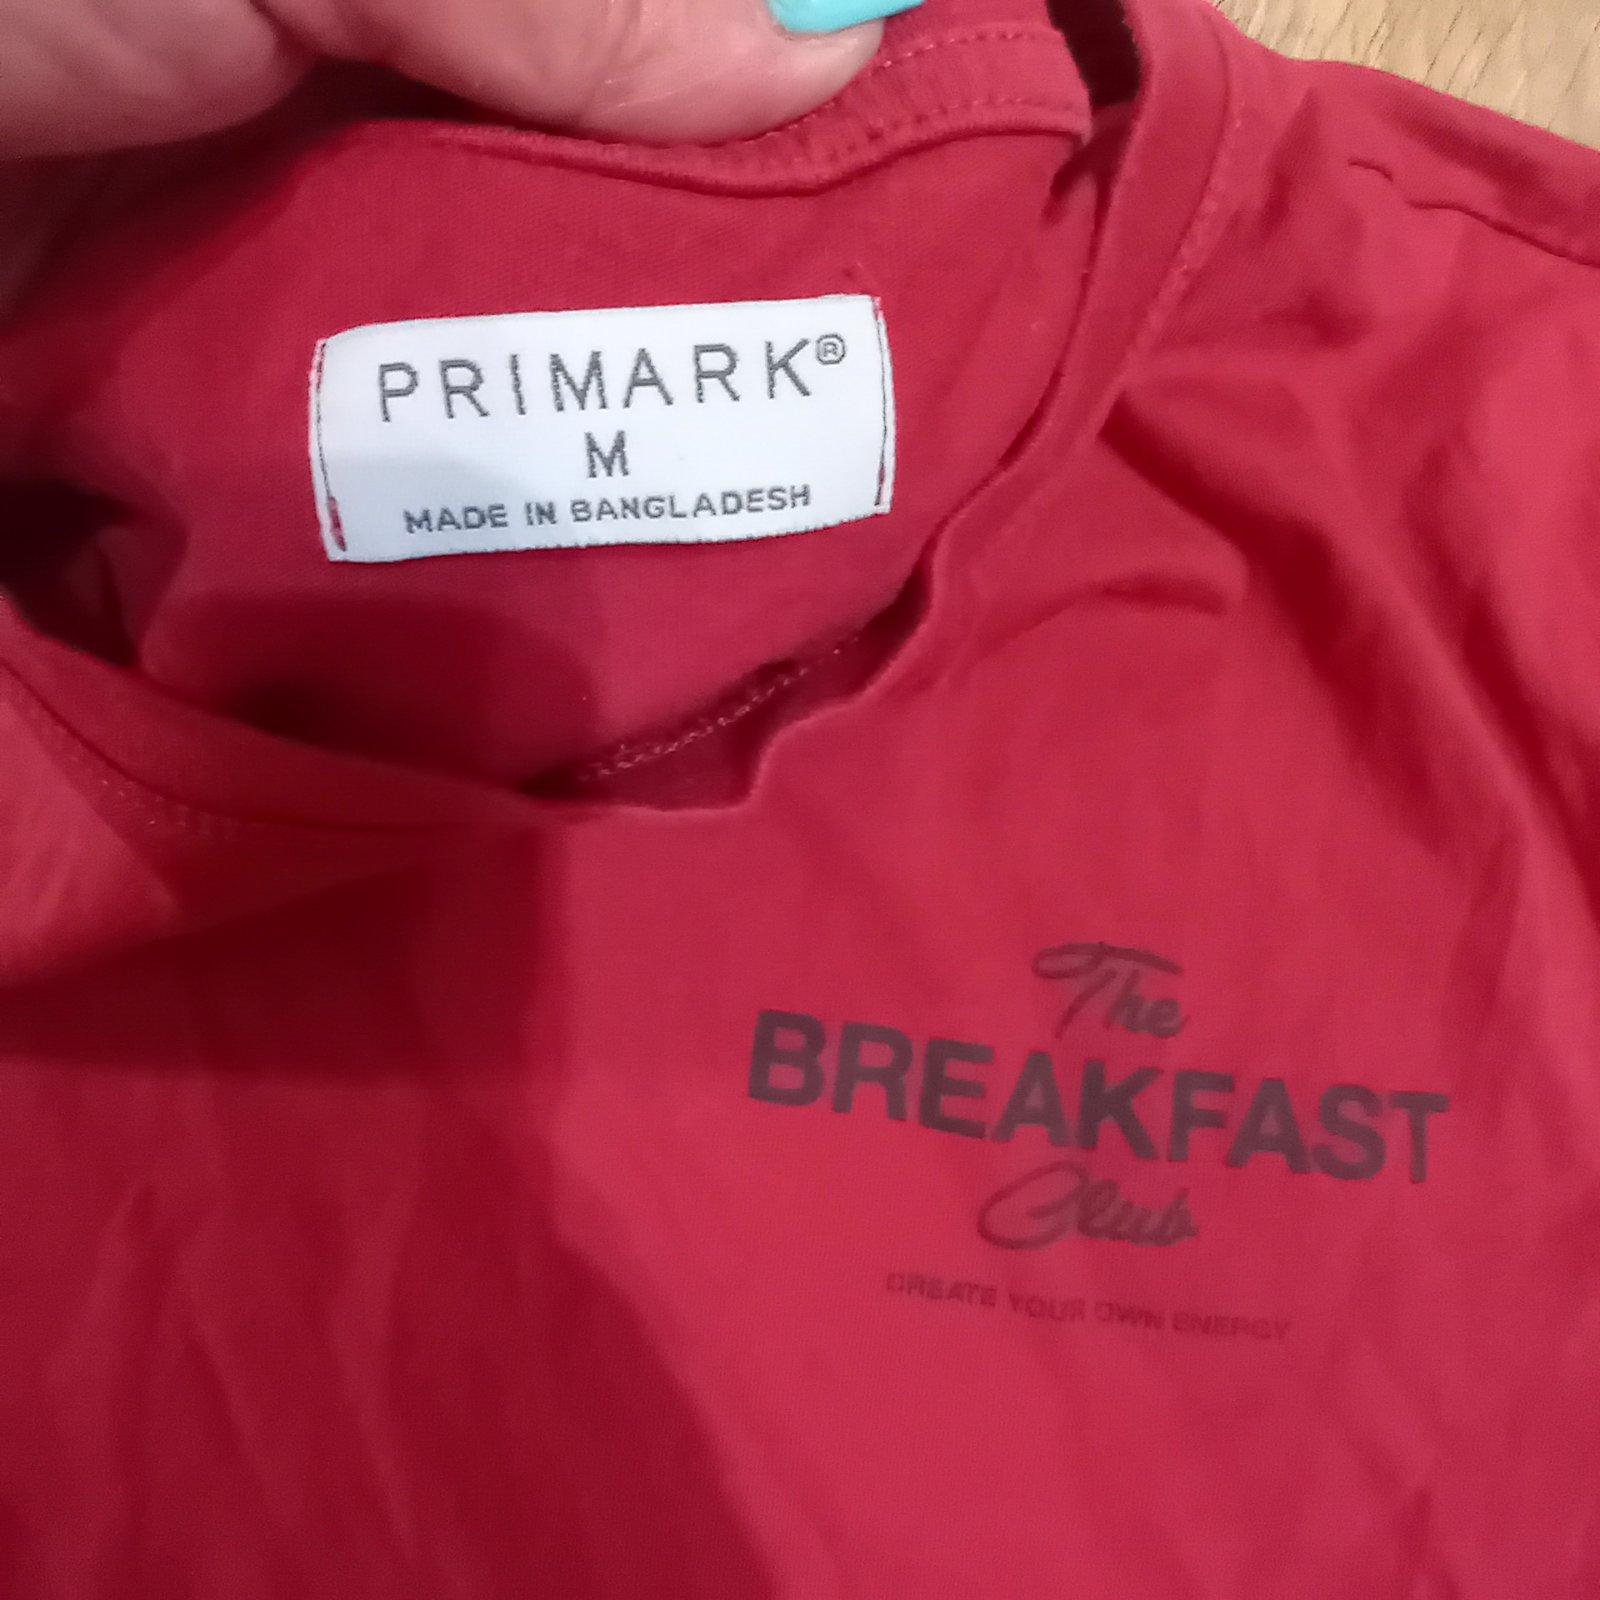 PRIMARK®
M
MADE IN BANGLADESH
The
BREAKFAST
Club
CREATE YOUR OWN ENERGY